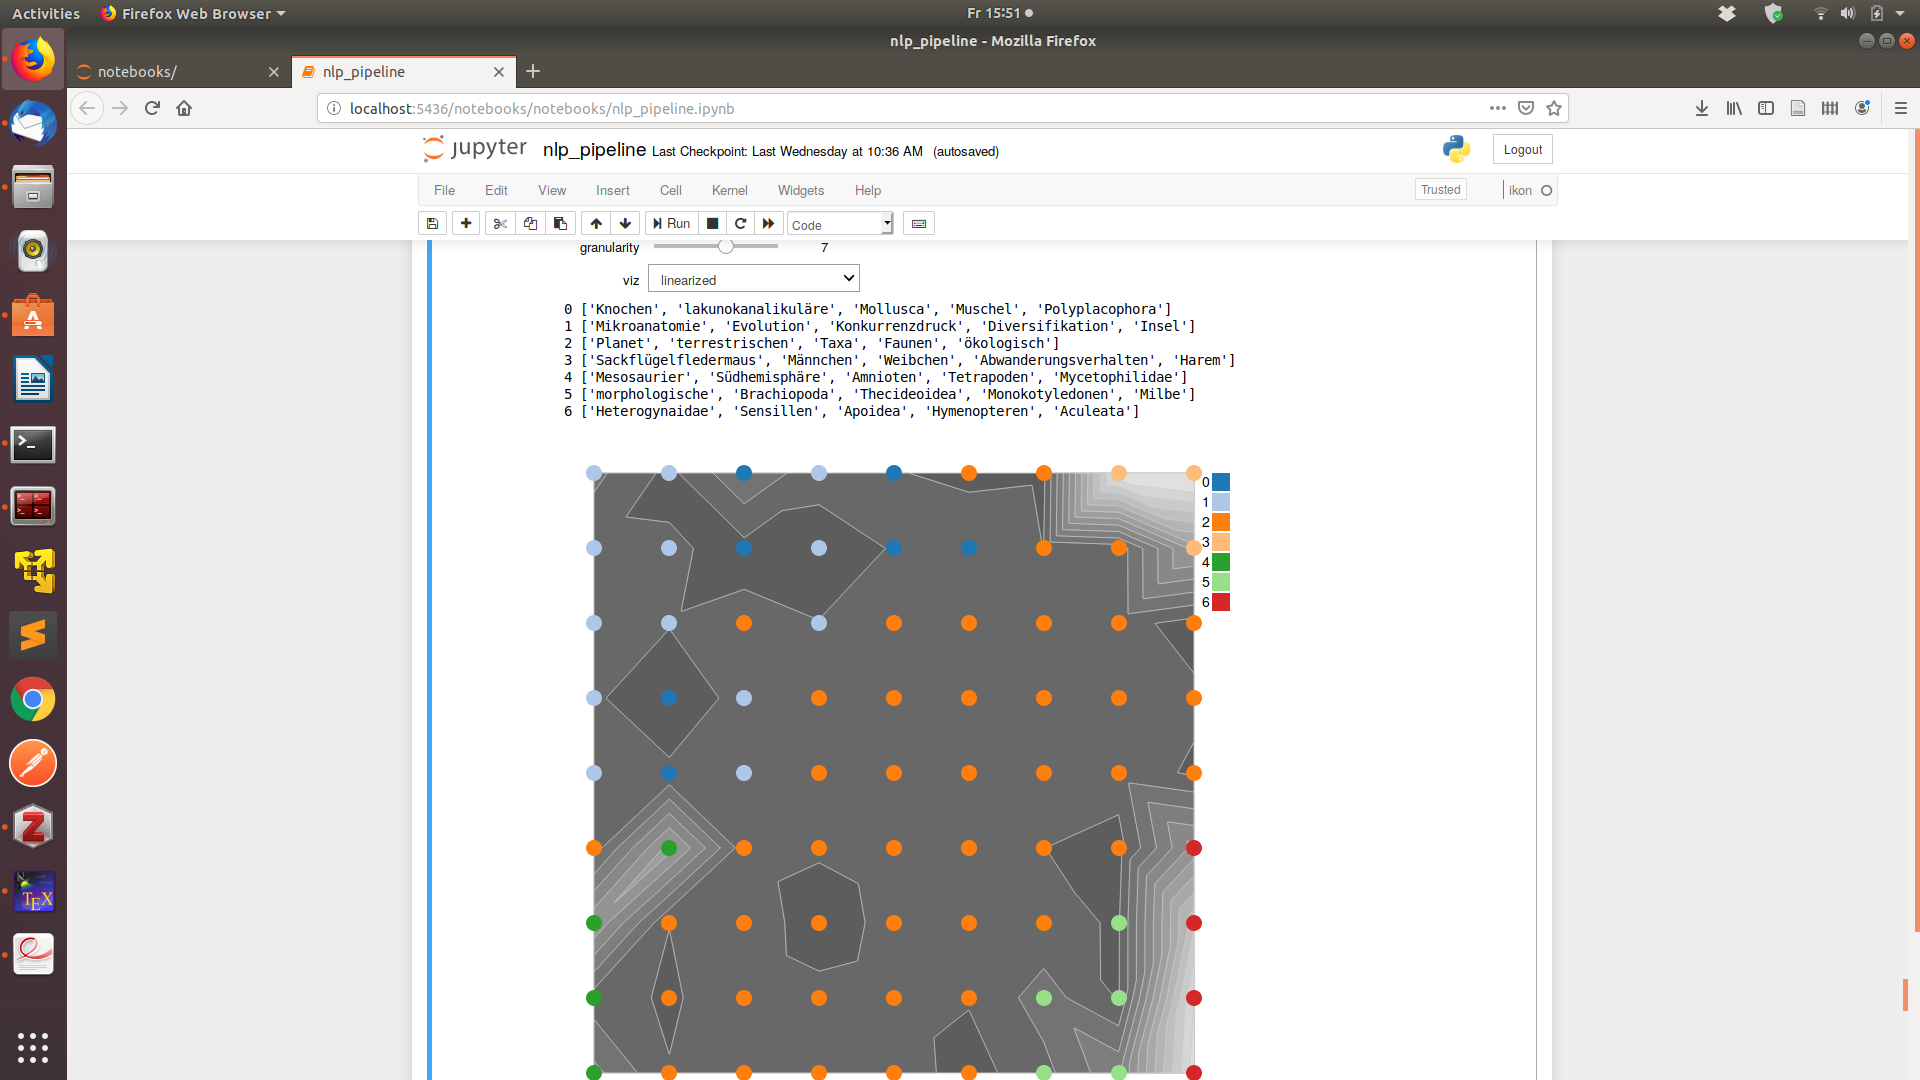 Activities Firefox Web Browser Fr 15:51
nlp_pipeline - Mozilla Firefox
notebooks/ nlp_pipeline
localhost:5436/notebooks/notebooks/nlp_pipeline.ipynb
jupyter nlp_pipeline Last Checkpoint: Last Wednesday at 10:36 AM (autosaved) Logout
File Edit View Insert Cell Kernel Widgets Help Trusted ikon
Run Code
granularity 7
viz linearized
0 ['Knochen', 'lakunokanalikuläre', 'Mollusca', 'Muschel', 'Polyplacophora']
1 ['Mikroanatomie', 'Evolution', 'Konkurrenzdruck', 'Diversifikation', 'Insel']
2 ['Planet', 'terrestrischen', 'Taxa', 'Faunen', 'ökologisch']
3 ['Sackflügelfledermaus', 'Männchen', 'Weibchen', 'Abwanderungsverhalten', 'Harem']
4 ['Mesosaurier', 'Südhemisphäre', 'Amnioten', 'Tetrapoden', 'Mycetophilidae']
5 ['morphologische', 'Brachiopoda', 'Thecideoidea', 'Monokotyledonen', 'Milbe']
6 ['Heterogynaidae', 'Sensillen', 'Apoidea', 'Hymenopteren', 'Aculeata']
0
1
2
3
4
5
6
TEX